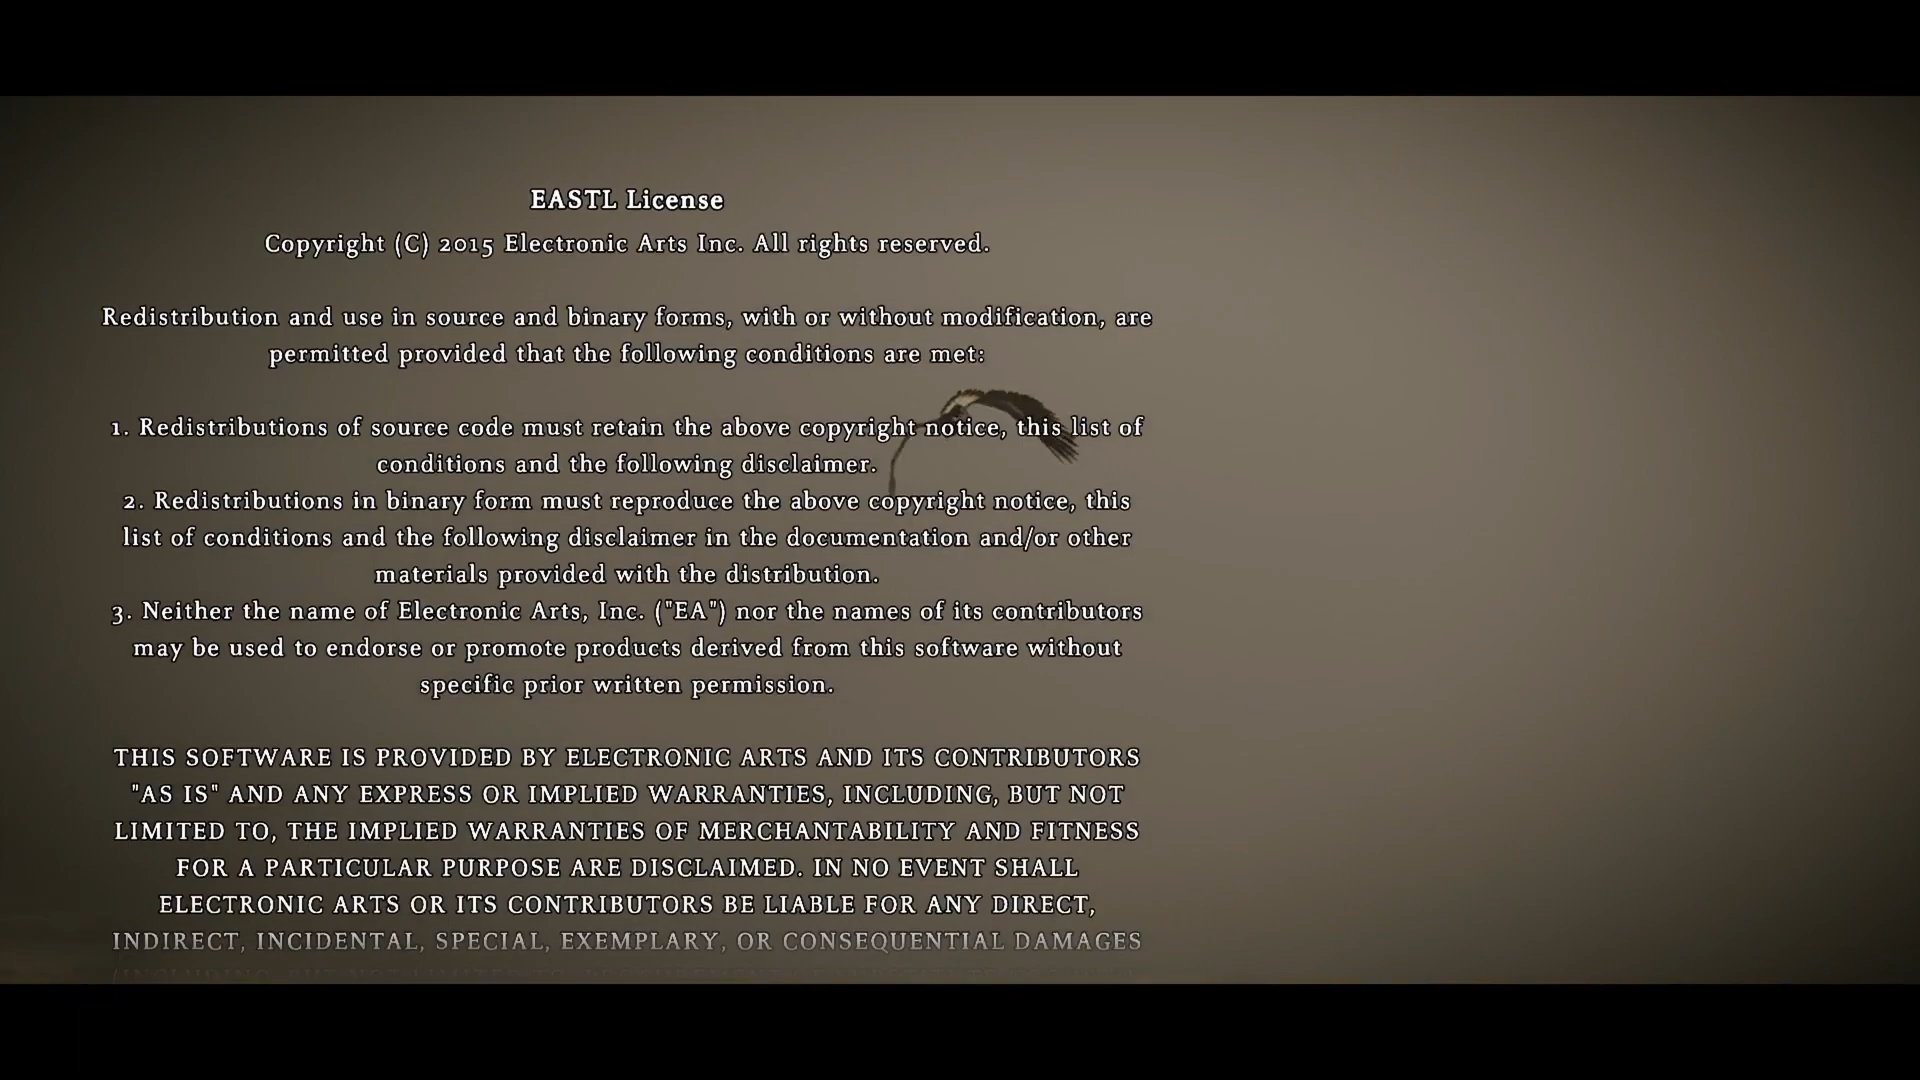 EASTL License
Copyright (C) 2015 Electronic Arts Inc. All rights reserved.
Redistribution and use in source and binary forms, with or without modification, are
permitted provided that the following conditions are met:
1. Redistributions of source code must retain the above copyright notice, this list of
conditions and the following disclaimer.
2. Redistributions in binary form must reproduce the above copyright notice, this
list of conditions and the following disclaimer in the documentation and/or other
materials provided with the distribution.
3. Neither the name of Electronic Arts, Inc. ("EA") nor the names of its contributors
may be used to endorse or promote products derived from this software without
specific prior written permission.
THIS SOFTWARE IS PROVIDED BY ELECTRONIC ARTS AND ITS CONTRIBUTORS
"AS IS" AND ANY EXPRESS OR IMPLIED WARRANTIES, INCLUDING, BUT NOT
LIMITED TO, THE IMPLIED WARRANTIES OF MERCHANTABILITY AND FITNESS
FOR A PARTICULAR PURPOSE ARE DISCLAIMED. IN NO EVENT SHALL
ELECTRONIC ARTS OR ITS CONTRIBUTORS BE LIABLE FOR ANY DIRECT,
INDIRECT, INCIDENTAL, SPECIAL, EXEMPLARY, OR CONSEQUENTIAL DAMAGES